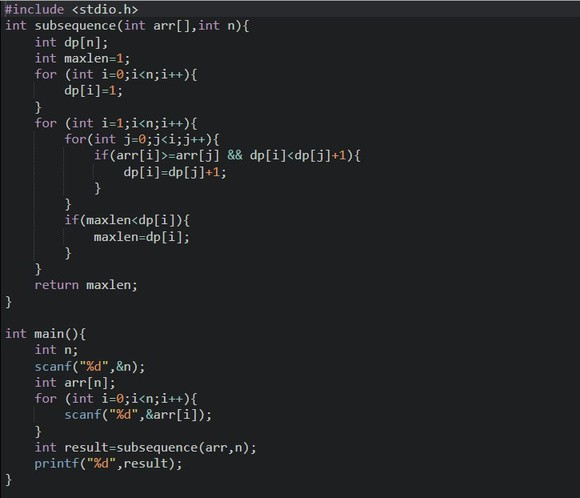 #include <stdio.h>
int subsequence(int arr[],int n){
    int dp[n];
    int maxlen=1;
    for (int i=0;i<n;i++){
        dp[i]=1;
    }
    for (int i=1;i<n;i++){
        for(int j=0;j<i;j++){
            if(arr[i]>=arr[j] && dp[i]<dp[j]+1){
                dp[i]=dp[j]+1;
            }
        }
        if(maxlen<dp[i]){
            maxlen=dp[i];
        }
    }
    return maxlen;
}

int main(){
    int n;
    scanf("%d",&n);
    int arr[n];
    for (int i=0;i<n;i++){
        scanf("%d",&arr[i]);
    }
    int result=subsequence(arr,n);
    printf("%d",result);
}